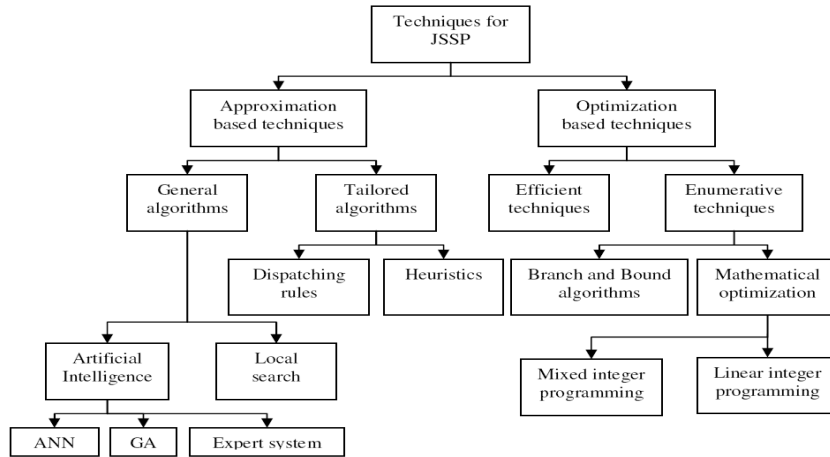 Techniques for
JSSP
Approximation
based techniques
Optimization
based techniques
General
algorithms
Tailored
algorithms
Efficient
techniques
Enumerative
techniques
Dispatching
rules
Heuristics
Branch and Bound
algorithms
Mathematical
optimization
Artificial
Intelligence
Local
search
Mixed integer
programming
Linear integer
programming
ANN
GA
Expert system